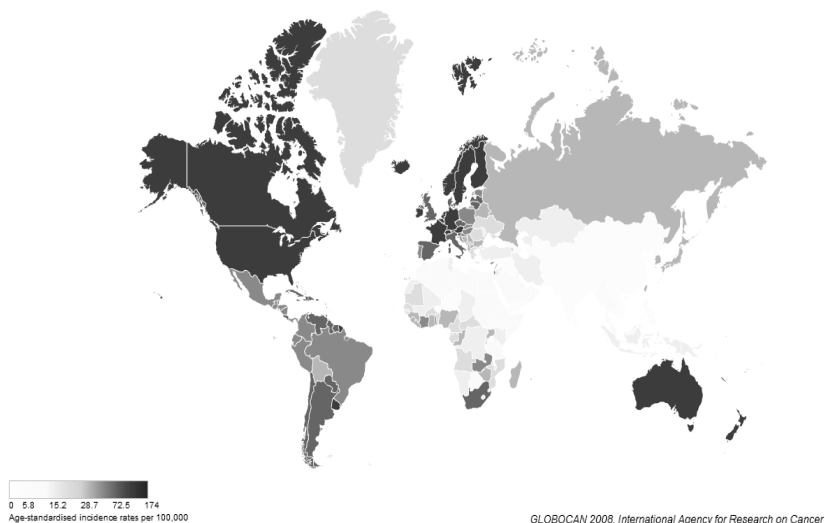 0 5.8 15.2 28.7 72.5 174
Age-standardised incidence rates per 100,000
GLOBOCAN 2008, International Agency for Research on Cancer